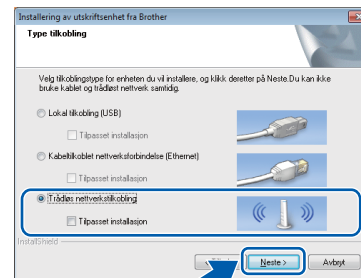 Installering av utskriftsenhet fra Brother
Type tilkobling
Velg tilkoblingstype for enheten du vil installere, og klikk deretter på Neste.Du kan ikke
bruke kablet og trådløst nettverk samtidig.
Lokal tilkobling (USB)
Tilpasset installasjon
Kabeltilkoblet nettverksforbindelse (Ethernet)
Tilpasset installasjon
Trådløs nettverkstilkobling
Tilpasset installasjon
InstallShield
Neste >
Avbryt